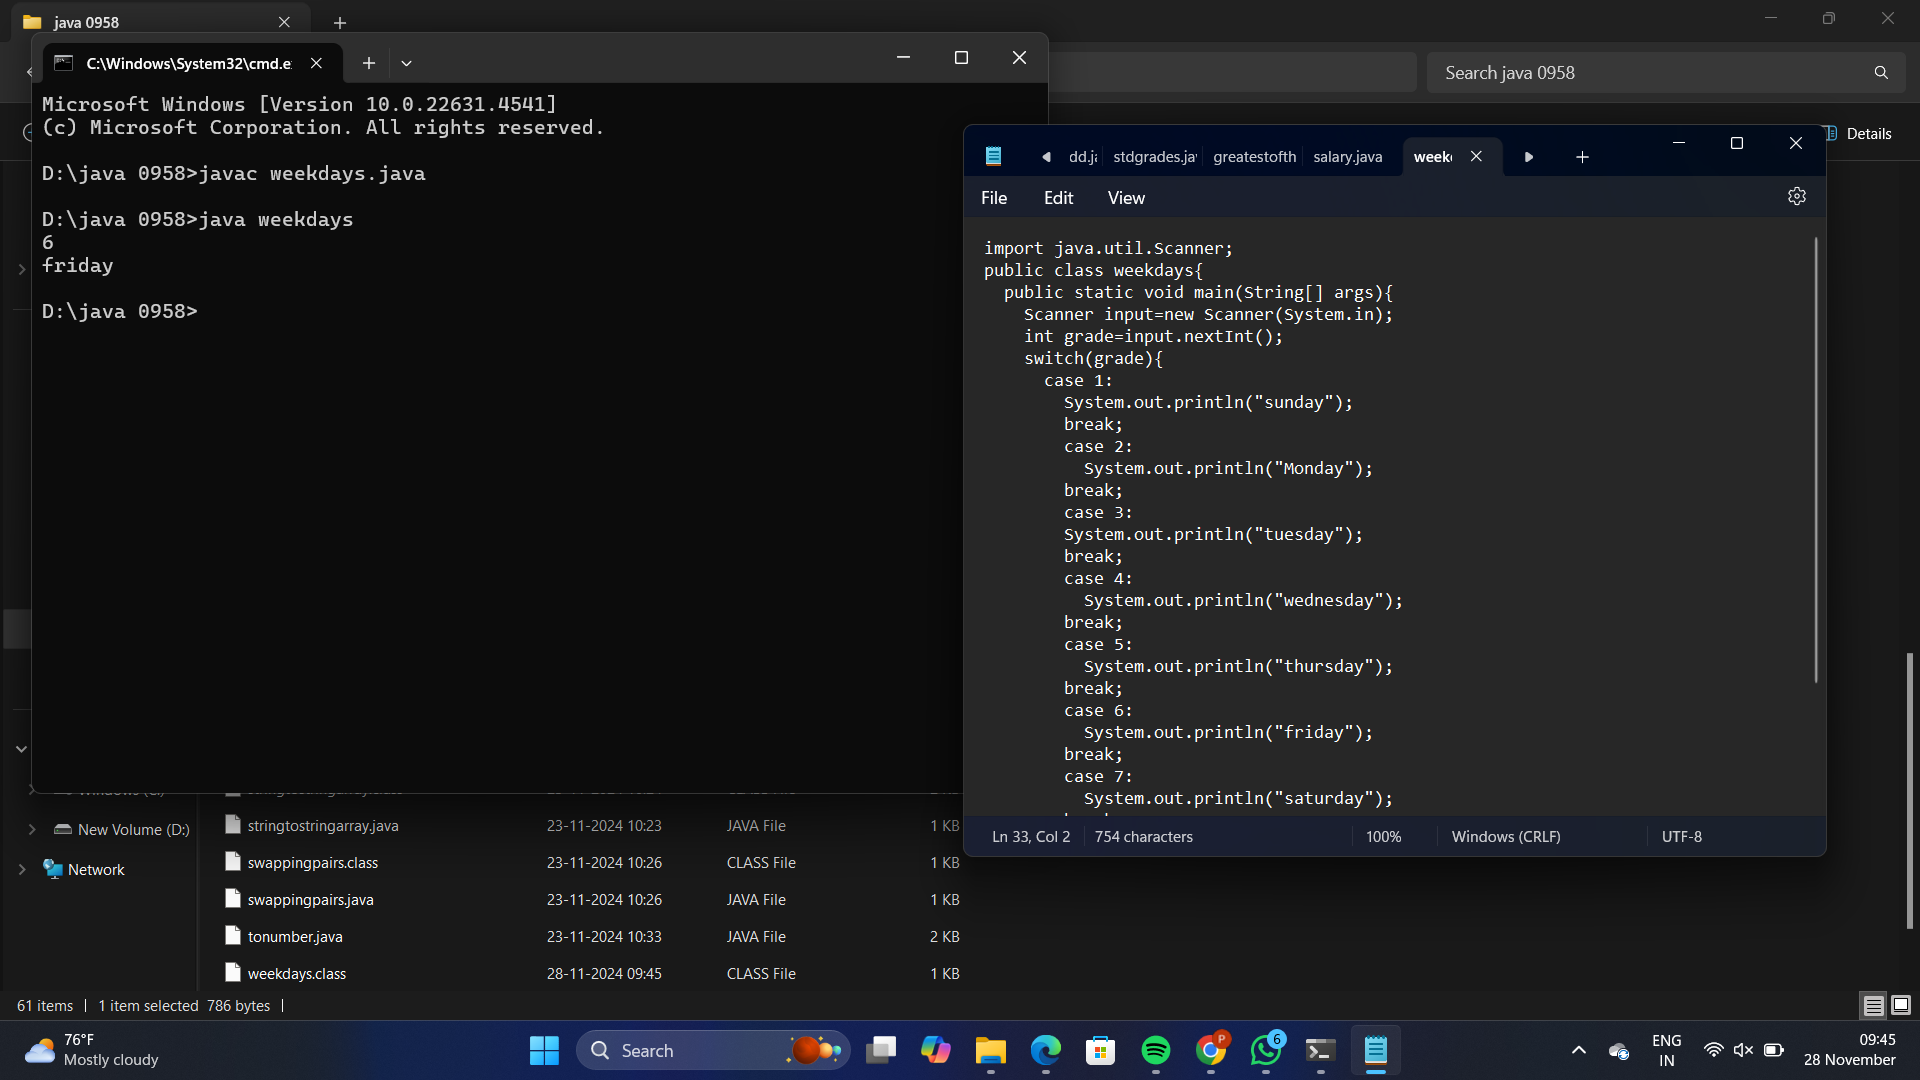 java 0958
C:\Windows\System32\cmd.e
Microsoft Windows [Version 10.0.22631.4541]
(c) Microsoft Corporation. All rights reserved.
D:\java 0958>javac weekdays.java
D:\java 0958>java weekdays
6
friday
D:\java 0958>
Search java 0958
Details
dd.ja stdgrades.jav greatestofth salary.java week
File Edit View
import java.util.Scanner;
public class weekdays{
public static void main(String[] args){
Scanner input=new Scanner(System.in);
int grade=input.nextInt();
switch(grade){
case 1:
System.out.println("sunday");
break;
case 2:
System.out.println("Monday");
break;
case 3:
System.out.println("tuesday");
break;
case 4:
System.out.println("wednesday");
break;
case 5:
System.out.println("thursday");
break;
case 6:
System.out.println("friday");
break;
case 7:
System.out.println("saturday");
Ln 33, Col 2 754 characters 100% Windows (CRLF) UTF-8
New Volume (D:)
Network
stringtostringarray.java 23-11-2024 10:23 JAVA File 1 KB
swappingpairs.class 23-11-2024 10:26 CLASS File 1 KB
swappingpairs.java 23-11-2024 10:26 JAVA File 1 KB
tonumber.java 23-11-2024 10:33 JAVA File 2 KB
weekdays.class 28-11-2024 09:45 CLASS File 1 KB
61 items 1 item selected 786 bytes
76°F
Mostly cloudy
Search
P
6
ENG
IN
09:45
28 November